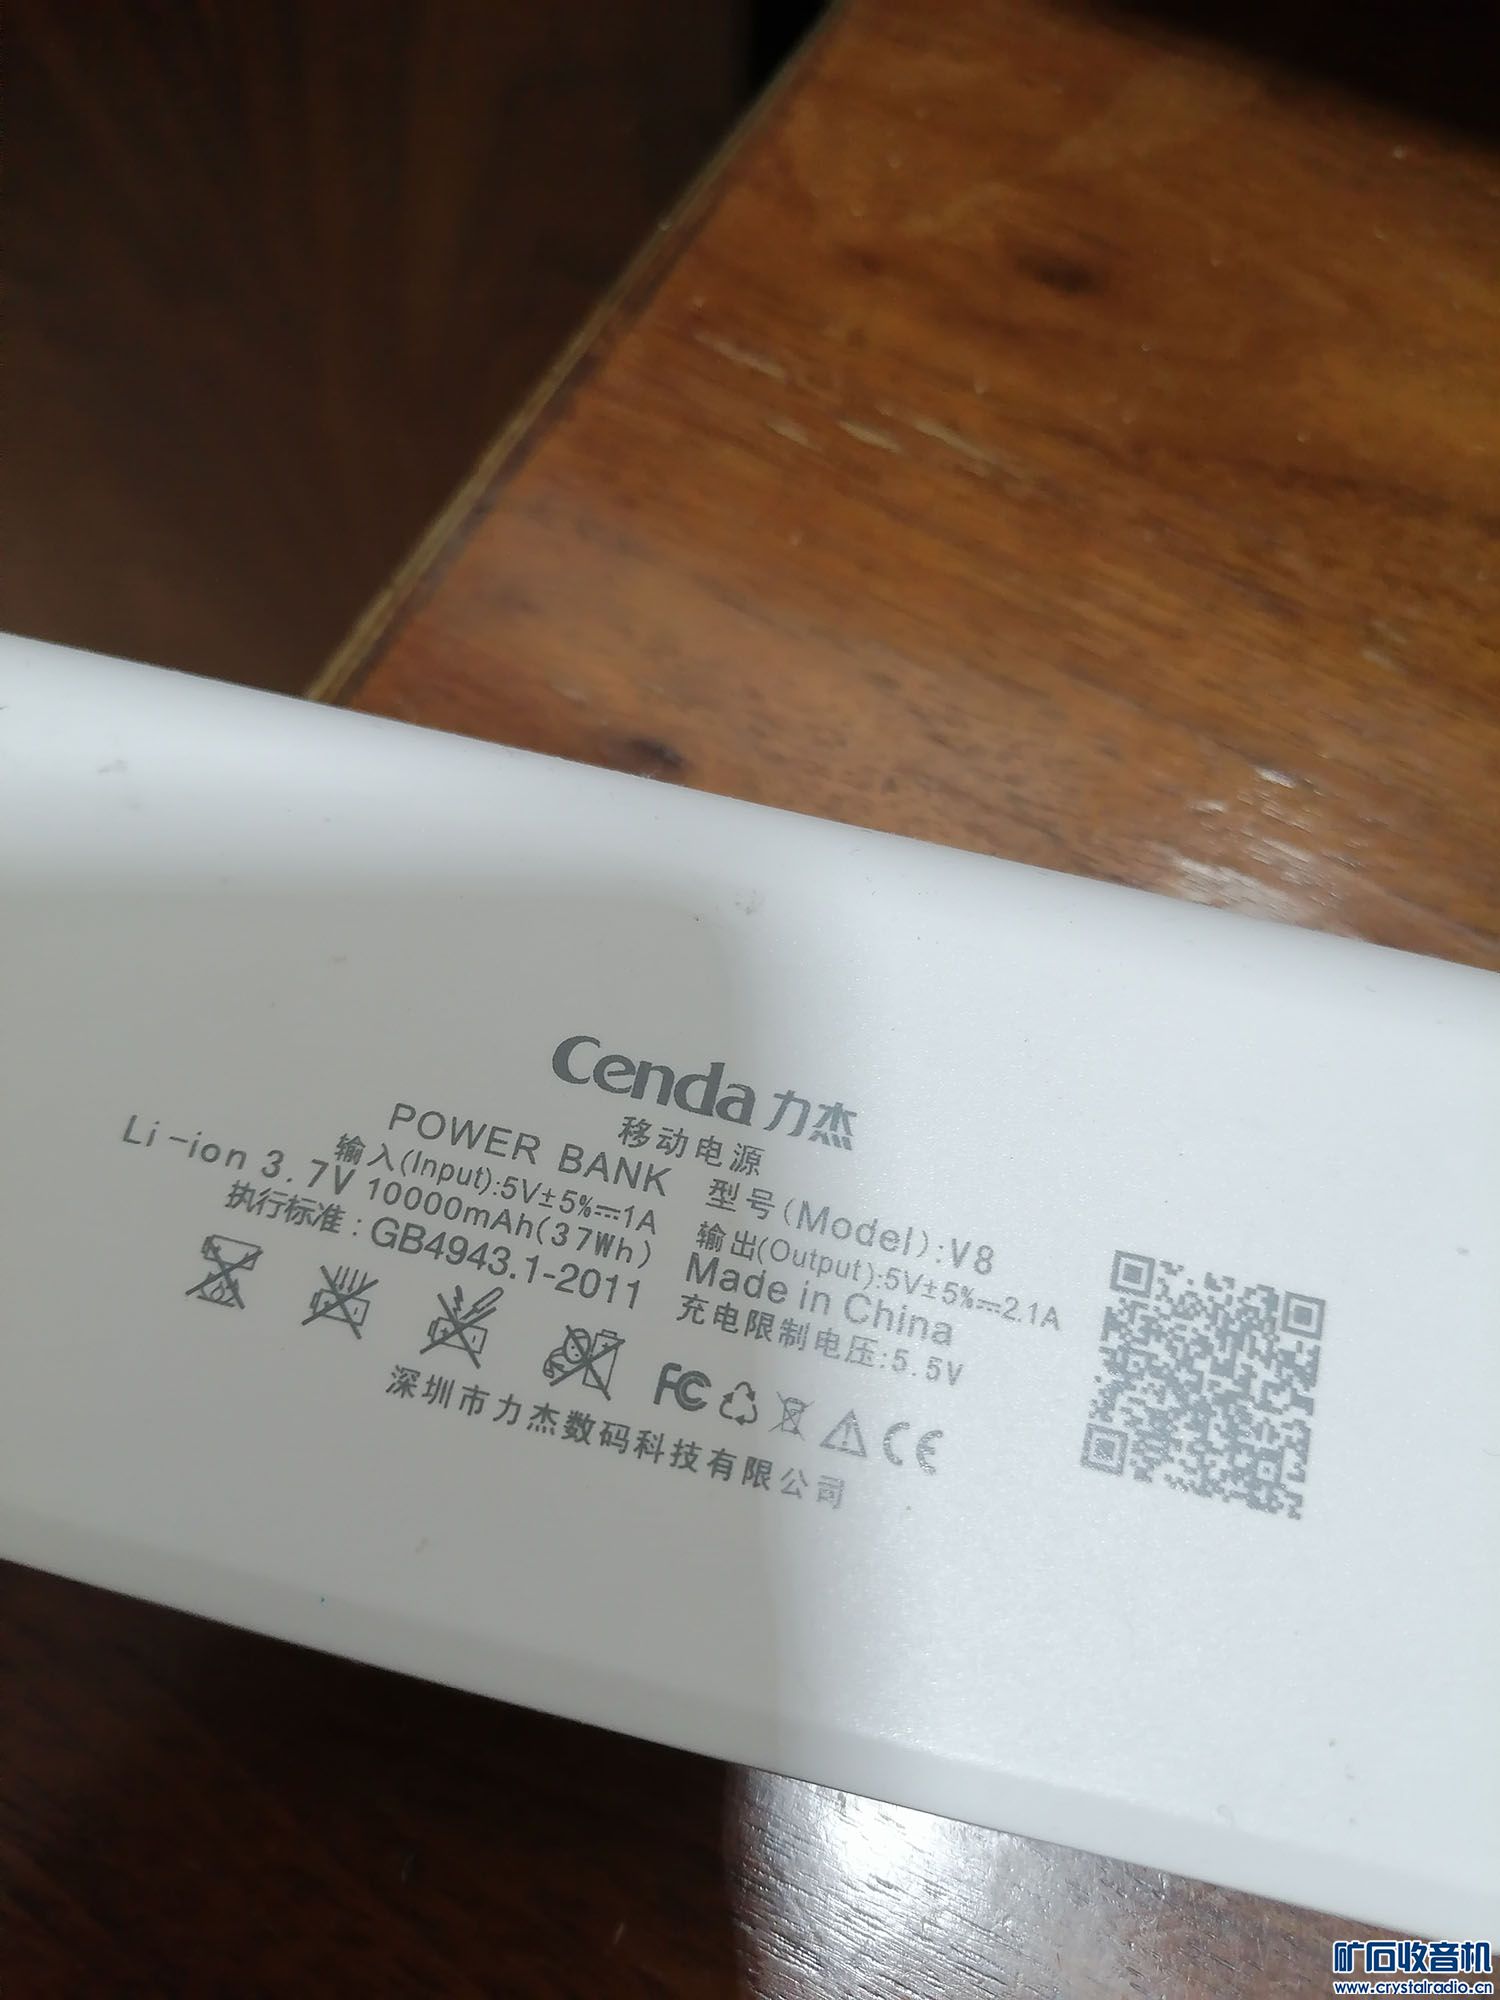 Cenda 力杰
移动电源
POWER BANK 型号(Model):V8
输入(Input):5V±5%⎓1A 输出(Output):5V±5%⎓2.1A
Li-ion 3.7V 10000mAh(37Wh) Made in China
执行标准:GB4943.1-2011 充电限制电压:5.5V
FC CE
深圳市力杰数码科技有限公司
矿石收音机
www.crystalradio.cn